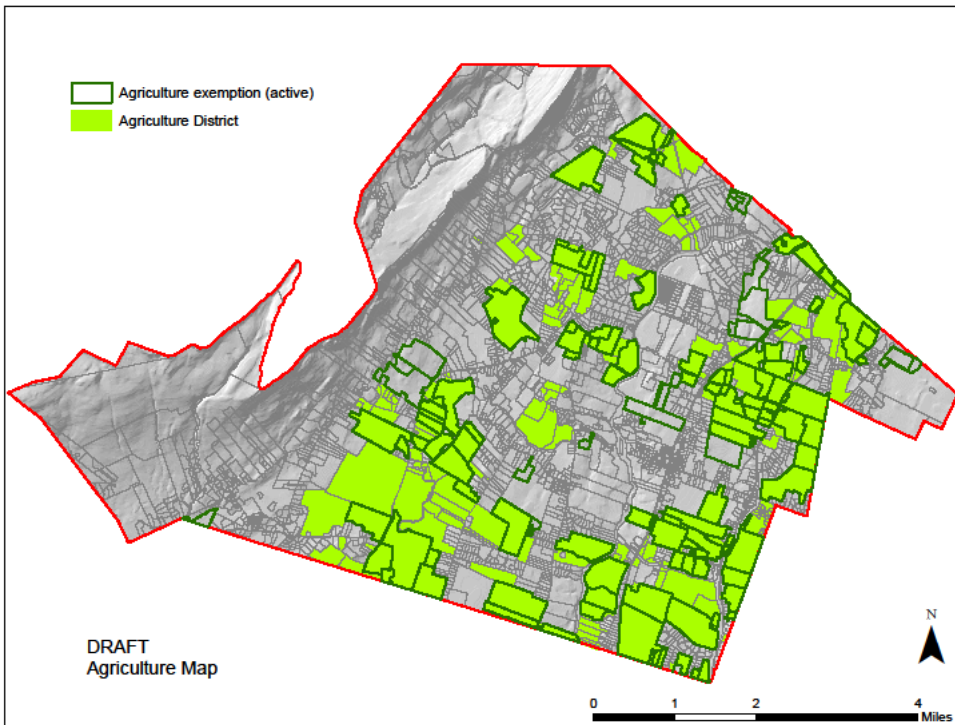 Agriculture exemption (active)
Agriculture District
DRAFT
Agriculture Map
N
0 1 2 4
Miles